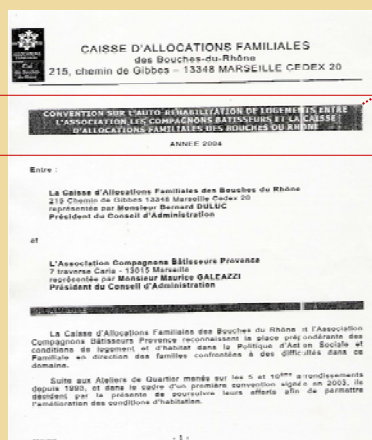 CAISSE D'ALLOCATIONS FAMILIALES
des Bouches-du-Rhône
215, chemin de Gibbes – 13348 MARSEILLE CEDEX 20
CONVENTION SUR L'AUTO-REHABILITATION DE LOGEMENTS ENTRE
L'ASSOCIATION LES COMPAGNONS BATISSEURS ET LA CAISSE
D'ALLOCATIONS FAMILIALES DES BOUCHES DU RHONE
ANNEE 2004
Entre :
La Caisse d'Allocations Familiales des Bouches du Rhône
215 Chemin de Gibbes 13348 Marseille Cedex 20
représentée par Monsieur Bernard DULUC
Président du Conseil d'Administration
et
L'Association Compagnons Bâtisseurs Provence
7 traverse Caria - 13015 Marseille
représentée par Monsieur Maurice GALEAZZI
Président du Conseil d'Administration
La Caisse d'Allocations Familiales des Bouches du Rhône et l'Association
Compagnons Bâtisseurs Provence reconnaissent la place prépondérante des
conditions de logement et d'habitat dans la Politique d'Action Sociale et
Familiale en direction des familles confrontées à des difficultés dans ce
domaine.
Suite aux Ateliers de Quartier menés sur les 5 et 10èmes arrondissements
depuis 1993, et dans le cadre d'un première convention signée en 2003, ils
décident par la présente de poursuivre leurs efforts afin de permettre
l'amélioration des conditions d'habitation.
- 1 -